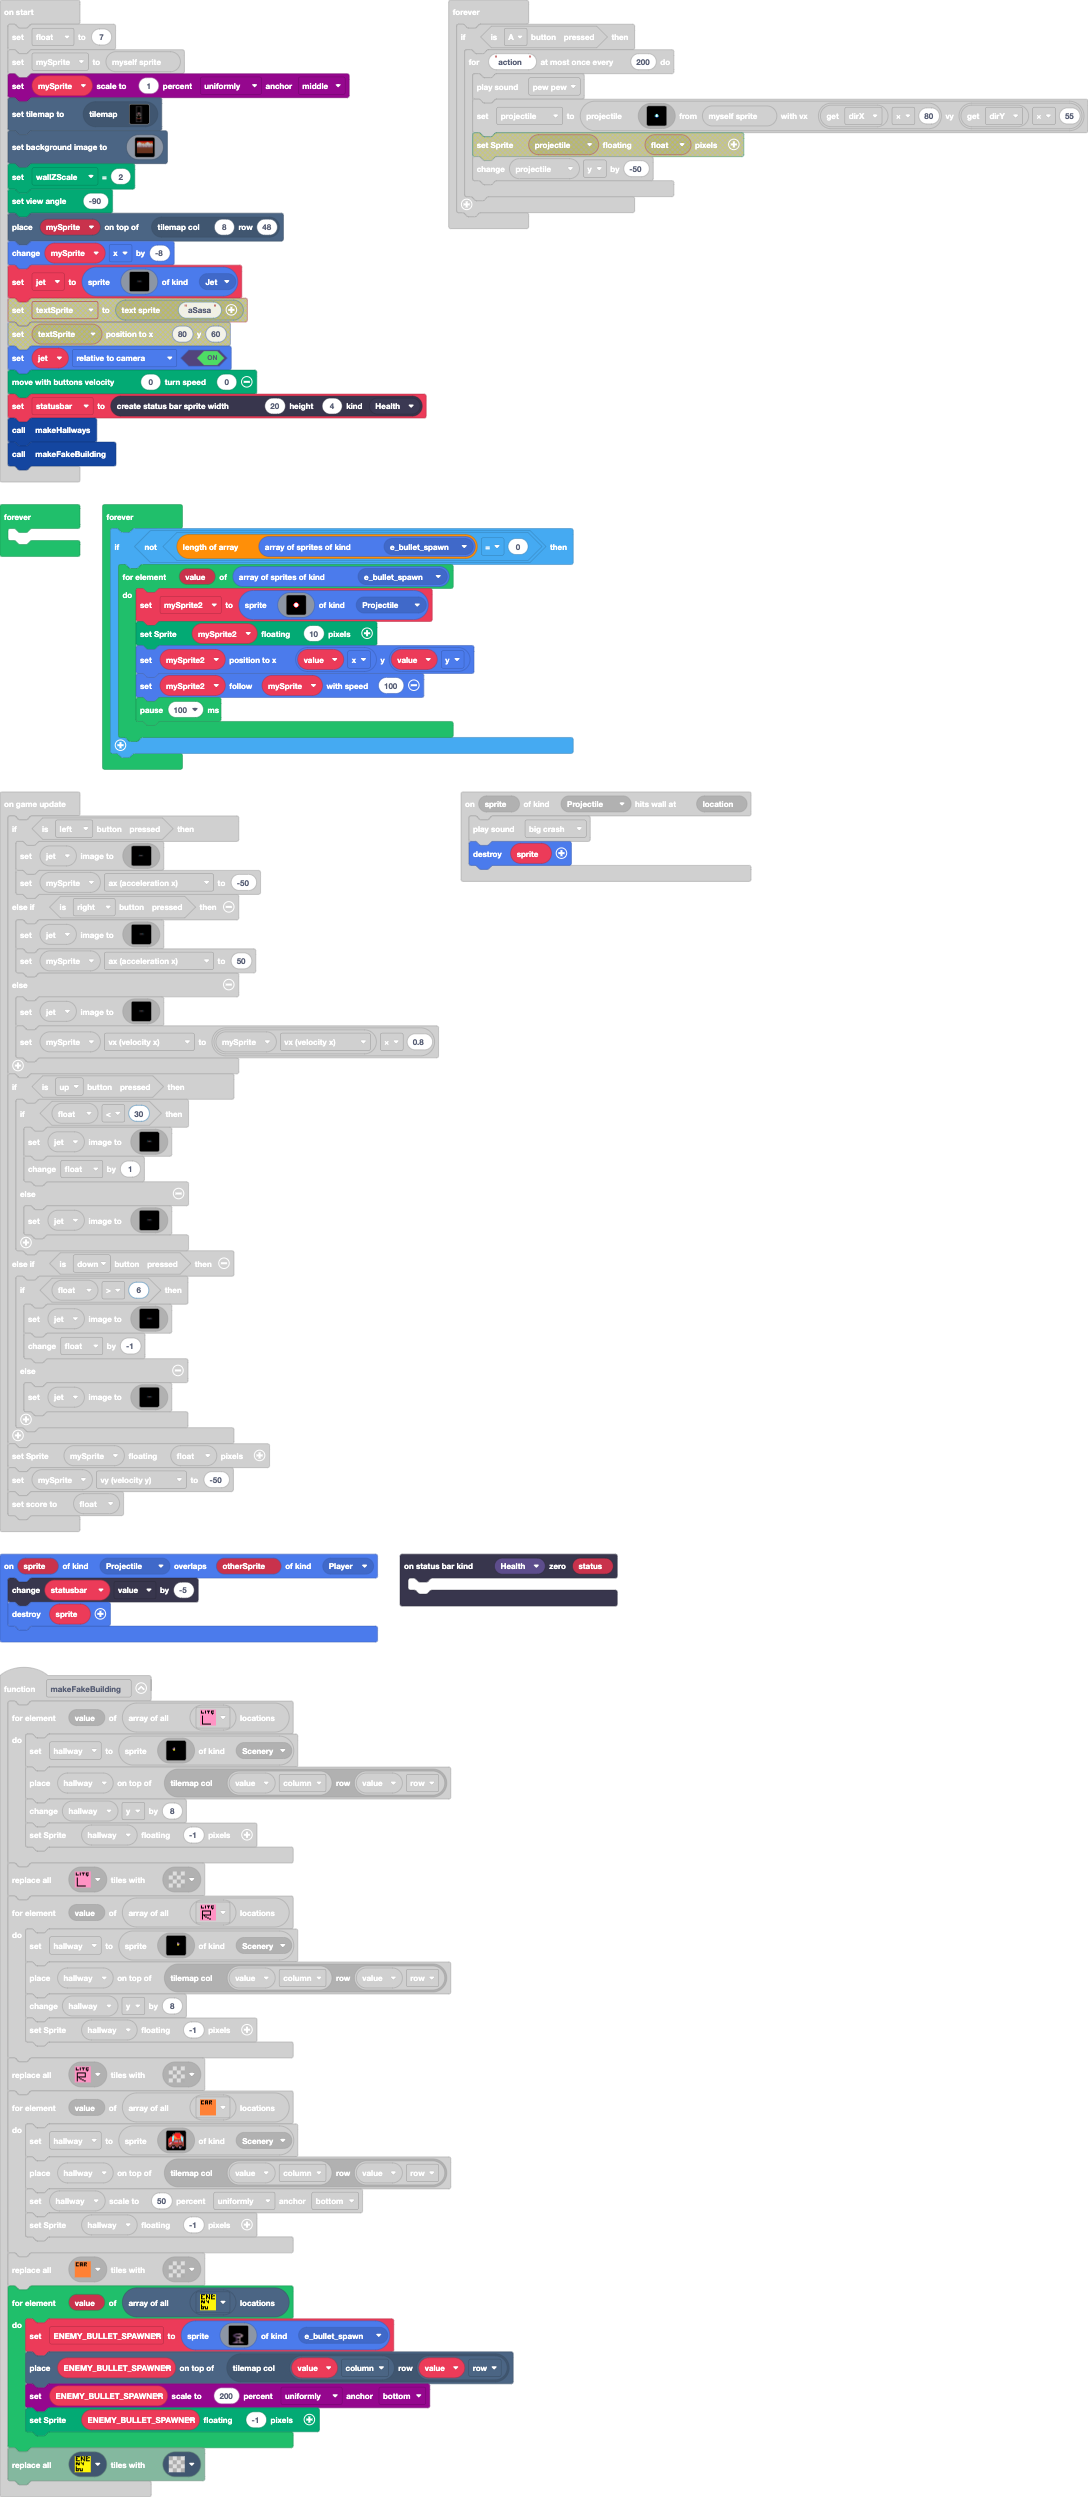 on start
set float to 7
set mySprite to myself sprite
set mySprite scale to 1 percent uniformly anchor middle
set tilemap to tilemap
set background image to
set wallZScale = 2
set view angle -90
place mySprite on top of tilemap col 8 row 48
change mySprite x by -8
set jet to sprite of kind Jet
set textSprite to text sprite "aSasa"
set textSprite position to x 80 y 60
set jet relative to camera ON
move with buttons velocity 0 turn speed 0
set statusbar to create status bar sprite width 20 height 4 kind Health
call makeHallways
call makeFakeBuilding
forever
if is A button pressed then
for "action" at most once every 200 do
play sound pew pew
set projectile to projectile from myself sprite with vx get dirX × 80 vy get dirY × 55
set Sprite projectile floating float pixels
change projectile y by -50
forever
forever
if not length of array array of sprites of kind e_bullet_spawn = 0 then
for element value of array of sprites of kind e_bullet_spawn
do set mySprite2 to sprite of kind Projectile
set Sprite mySprite2 floating 10 pixels
set mySprite2 position to x value x y value y
set mySprite2 follow mySprite with speed 100
pause 100 ms
on game update
if is left button pressed then
set jet image to
set mySprite ax (acceleration x) to -50
else if is right button pressed then
set jet image to
set mySprite ax (acceleration x) to 50
else
set jet image to
set mySprite vx (velocity x) to mySprite vx (velocity x) × 0.8
if is up button pressed then
if float < 30 then
set jet image to
change float by 1
else
set jet image to
else if is down button pressed then
if float > 6 then
set jet image to
change float by -1
else
set jet image to
set Sprite mySprite floating float pixels
set mySprite vy (velocity y) to -50
set score to float
on sprite of kind Projectile hits wall at location
play sound big crash
destroy sprite
on sprite of kind Projectile overlaps otherSprite of kind Player
change statusbar value by -5
destroy sprite
on status bar kind Health zero status
function makeFakeBuilding
for element value of array of all LITE L locations
do set hallway to sprite of kind Scenery
place hallway on top of tilemap col value column row value row
change hallway y by 8
set Sprite hallway floating -1 pixels
replace all LITE L tiles with
for element value of array of all LITE R locations
do set hallway to sprite of kind Scenery
place hallway on top of tilemap col value column row value row
change hallway y by 8
set Sprite hallway floating -1 pixels
replace all LITE R tiles with
for element value of array of all CAR locations
do set hallway to sprite of kind Scenery
place hallway on top of tilemap col value column row value row
set hallway scale to 50 percent uniformly anchor bottom
set Sprite hallway floating -1 pixels
replace all CAR tiles with
for element value of array of all locations
do set ENEMY_BULLET_SPAWNER to sprite of kind e_bullet_spawn
place ENEMY_BULLET_SPAWNER on top of tilemap col value column row value row
set ENEMY_BULLET_SPAWNER scale to 200 percent uniformly anchor bottom
set Sprite ENEMY_BULLET_SPAWNER floating -1 pixels
replace all tiles with